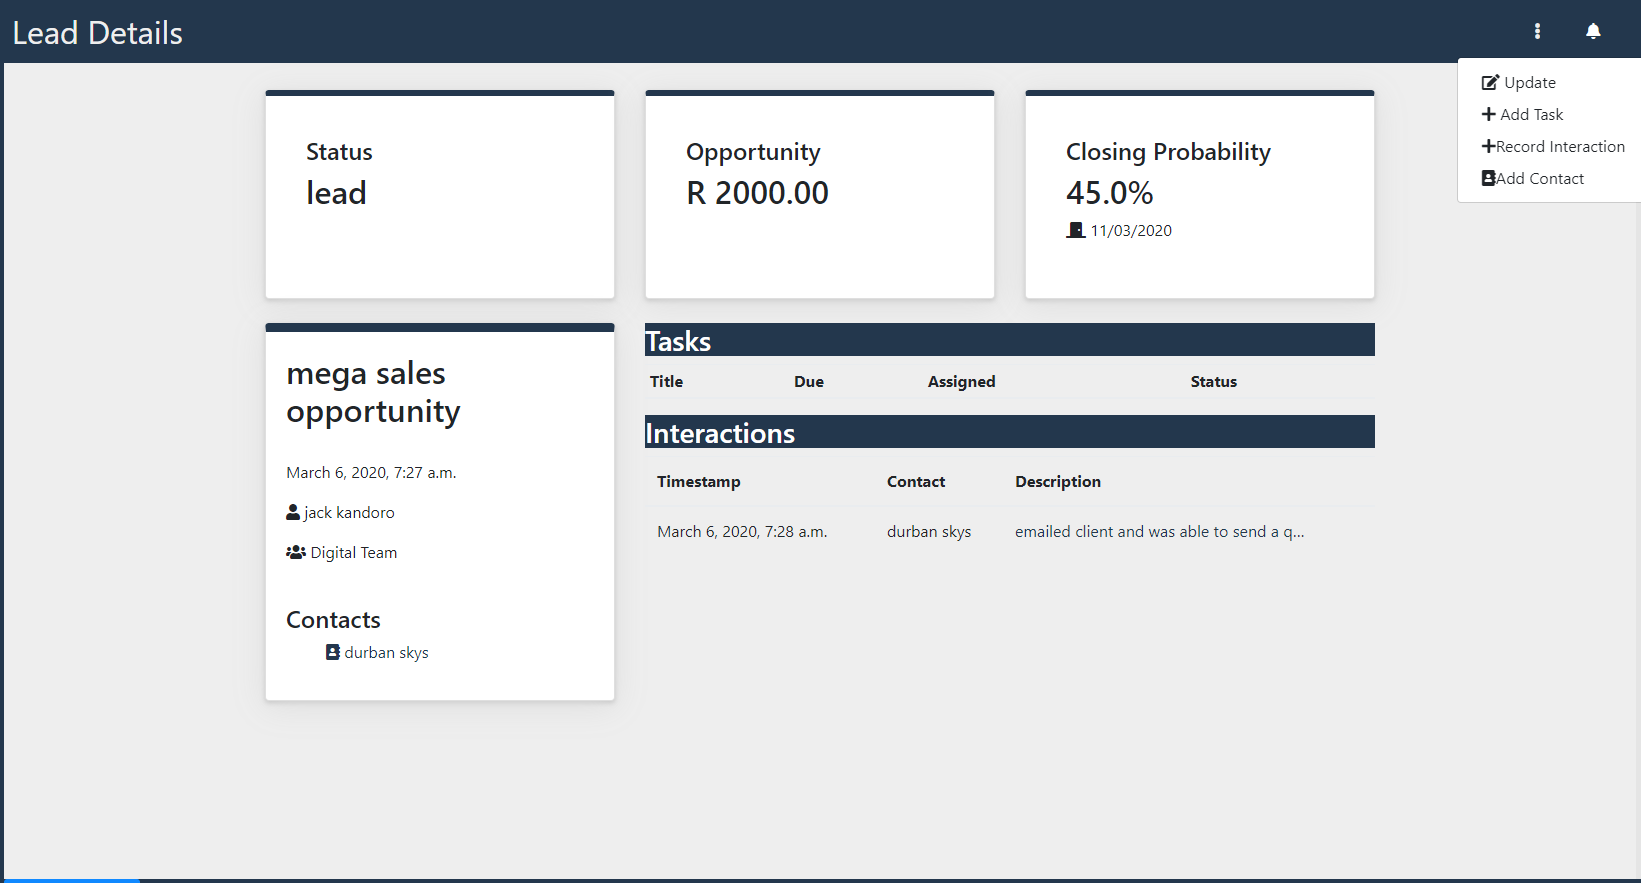 Lead Details
Update
Add Task
Record Interaction
Add Contact
Status
lead
Opportunity
R 2000.00
Closing Probability
45.0%
11/03/2020
mega sales
opportunity
March 6, 2020, 7:27 a.m.
jack kandoro
Digital Team
Contacts
durban skys
Tasks
Title Due Assigned Status
Interactions
Timestamp Contact Description
March 6, 2020, 7:28 a.m. durban skys emailed client and was able to send a q...